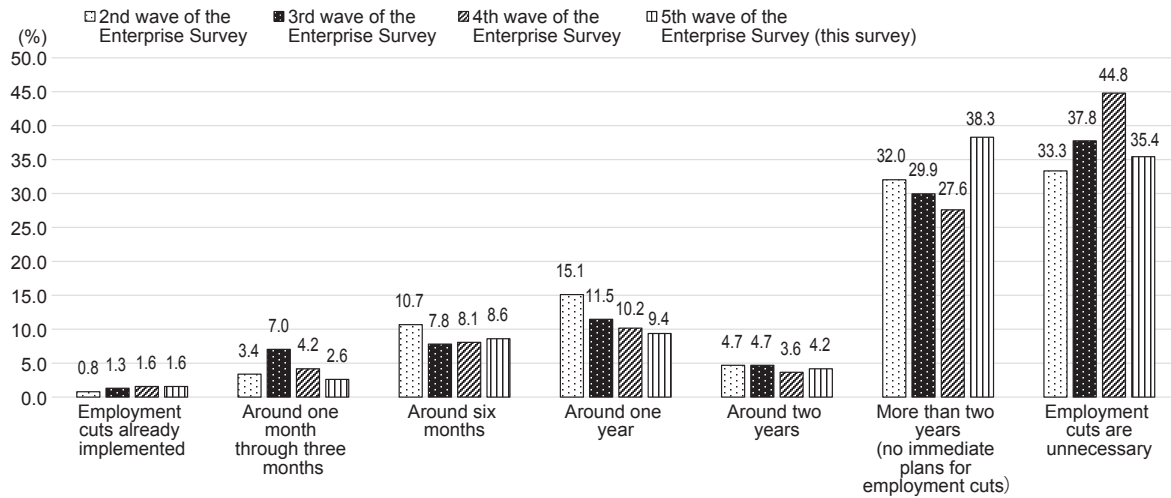 2nd wave of the
Enterprise Survey
3rd wave of the
Enterprise Survey
4th wave of the
Enterprise Survey
5th wave of the
Enterprise Survey (this survey)
(%)
50.0
45.0
40.0
35.0
30.0
25.0
20.0
15.0
10.0
5.0
0.0
0.8 1.3 1.6 1.6
3.4 7.0 4.2 2.6
10.7 7.8 8.1 8.6
15.1 11.5 10.2 9.4
4.7 4.7 3.6 4.2
32.0 29.9 27.6 38.3
33.3 37.8 44.8 35.4
Employment
cuts already
implemented
Around one
month
through three
months
Around six
months
Around one
year
Around two
years
More than two
years
(no immediate
plans for
employment cuts)
Employment
cuts are
unnecessary